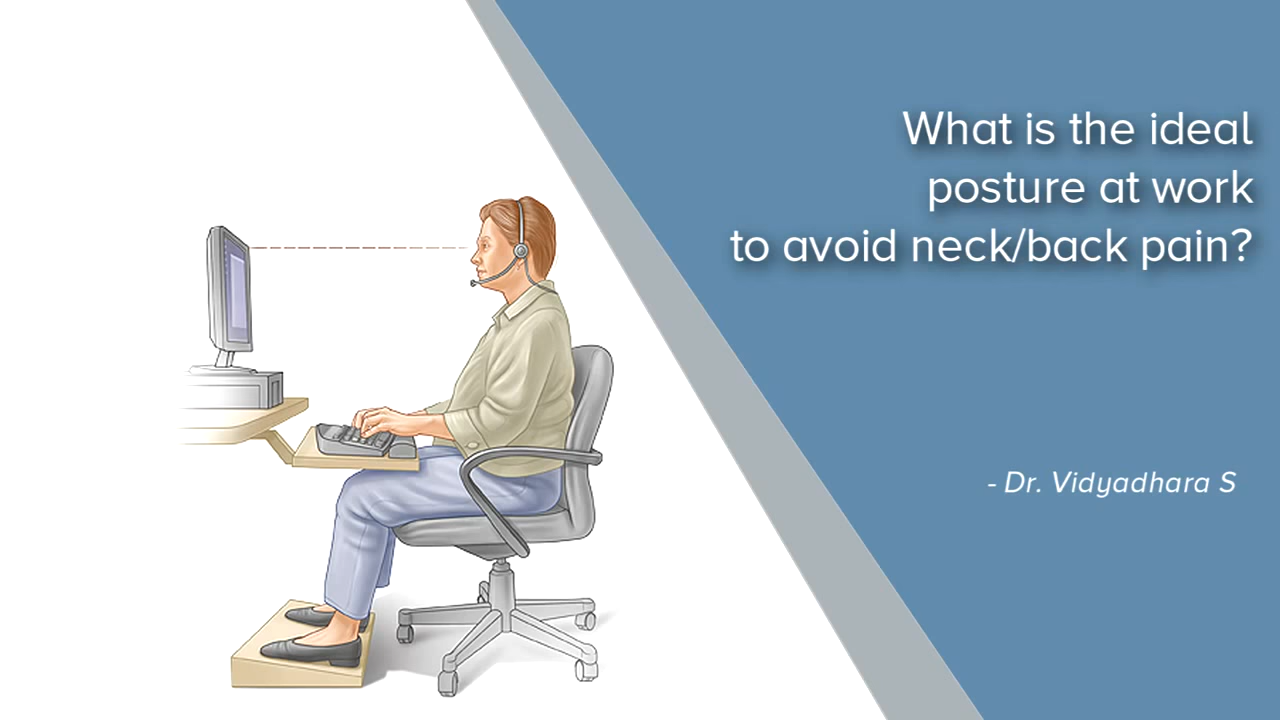 What is the ideal
posture at work
to avoid neck/back pain?
- Dr. Vidyadhara S